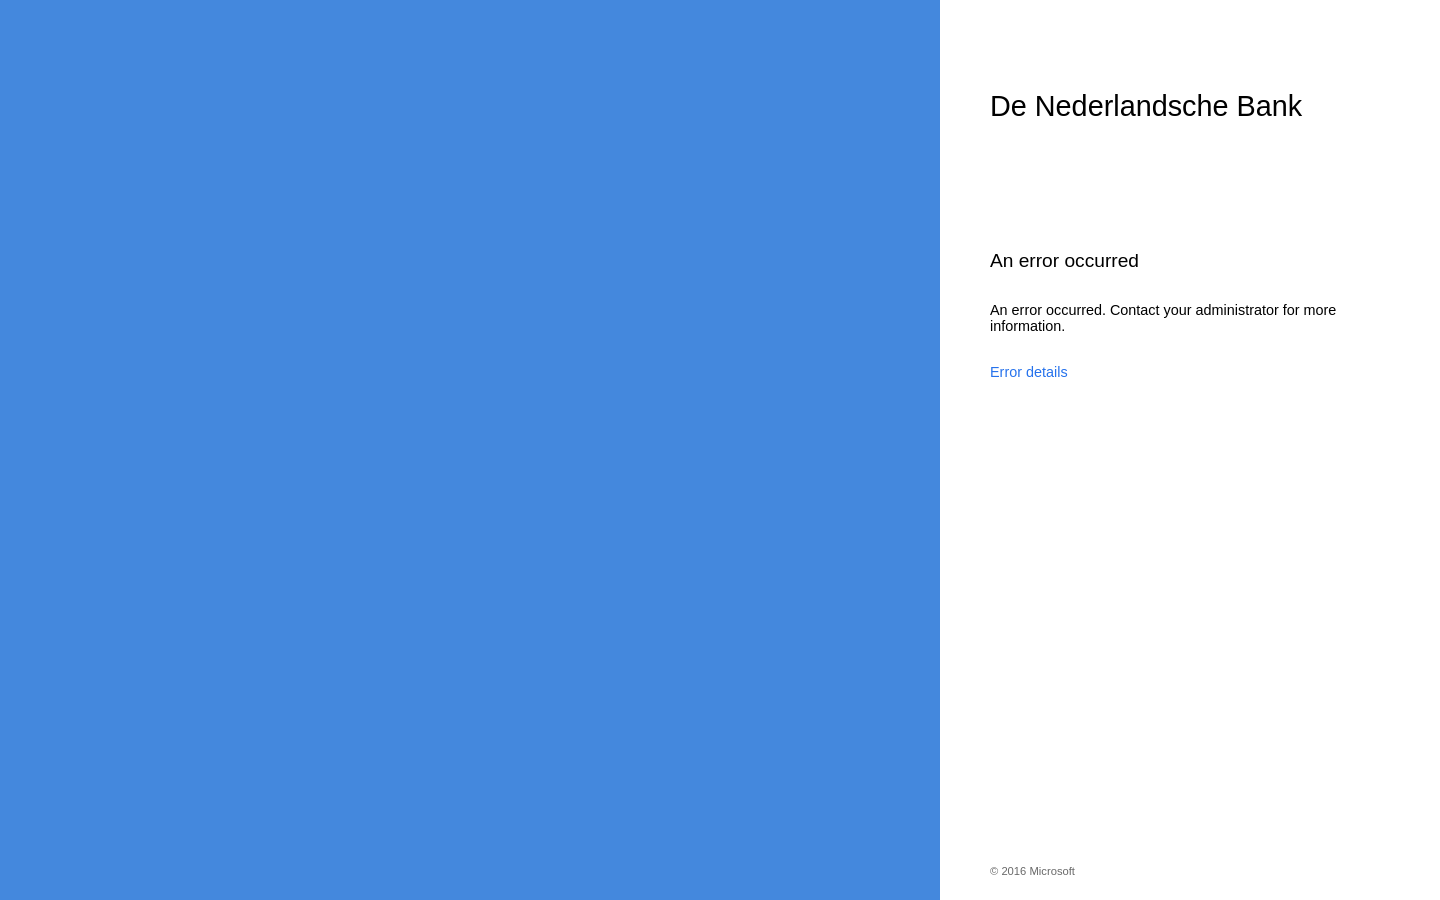 De Nederlandsche Bank
An error occurred
An error occurred. Contact your administrator for more
information.
Error details
© 2016 Microsoft